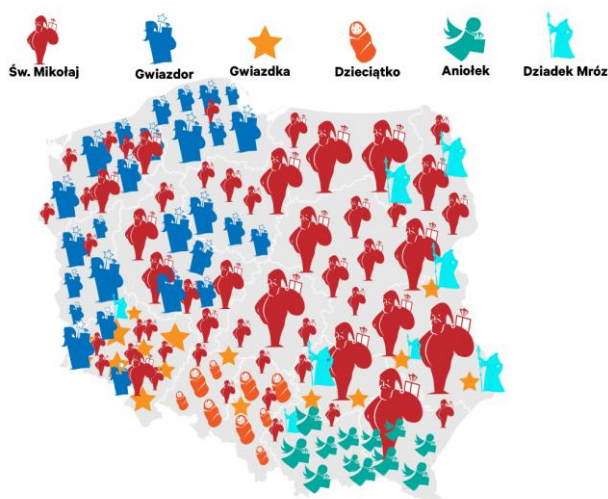 Św. Mikołaj
Gwiazdor
Gwiazdka
Dzieciątko
Aniołek
Dziadek Mróz